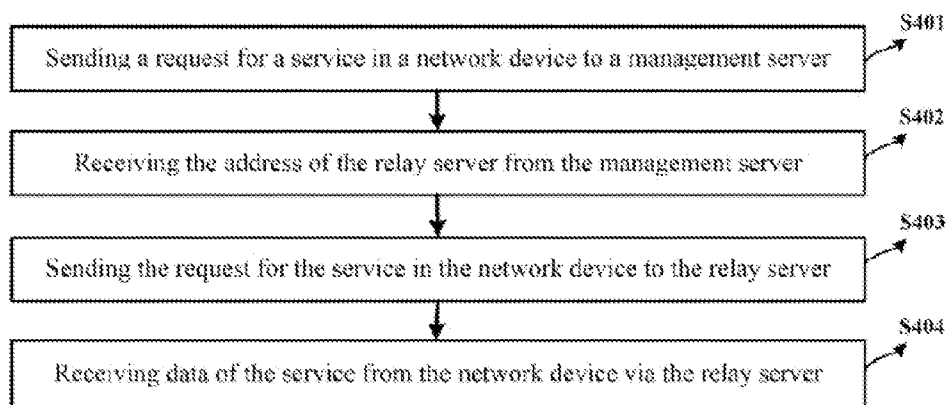 S401
Sending a request for a service in a network device to a management server
S402
Receiving the address of the relay server from the management server
S403
Sending the request for the service in the network device to the relay server
S404
Receiving data of the service from the network device via the relay server